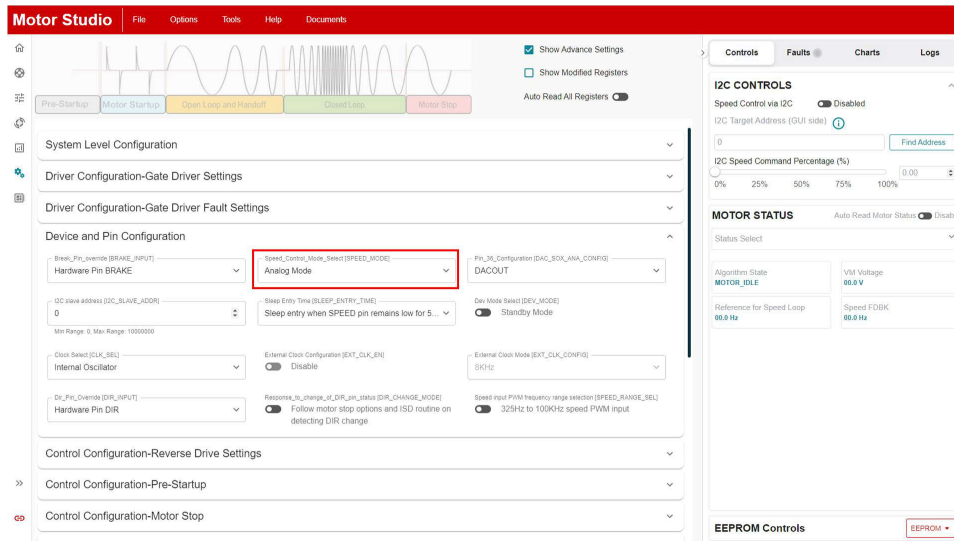 Motor Studio File Options Tools Help Documents
Pre-Startup Motor Startup Open Loop and Handoff Closed Loop Motor Stop
Show Advance Settings
Show Modified Registers
Auto Read All Registers
System Level Configuration
Driver Configuration-Gate Driver Settings
Driver Configuration-Gate Driver Fault Settings
Device and Pin Configuration
Break_Pin_override [BRAKE_INPUT]
Hardware Pin BRAKE
Speed_Control_Mode_Select [SPEED_MODE]
Analog Mode
Pin_36_Configuration [DAC_SOX_ANA_CONFIG]
DACOUT
I2C slave address [I2C_SLAVE_ADDR]
0
Min Range: 0, Max Range: 10000000
Sleep Entry Time [SLEEP_ENTRY_TIME]
Sleep entry when SPEED pin remains low for 5...
Dev Mode Select [DEV_MODE]
Standby Mode
Clock Select [CLK_SEL]
Internal Oscillator
External Clock Configuration [EXT_CLK_EN]
Disable
External Clock Mode [EXT_CLK_CONFIG]
8KHz
Dir_Pin_Override [DIR_INPUT]
Hardware Pin DIR
Response_to_change_of_DIR_pin_status [DIR_CHANGE_MODE]
Follow motor stop options and ISD routine on
detecting DIR change
Speed input PWM frequency range selection [SPEED_RANGE_SEL]
325Hz to 100KHz speed PWM input
Control Configuration-Reverse Drive Settings
Control Configuration-Pre-Startup
Control Configuration-Motor Stop
Controls Faults Charts Logs
I2C CONTROLS
Speed Control via I2C Disabled
I2C Target Address (GUI side)
0 Find Address
I2C Speed Command Percentage (%)
0.00
0% 25% 50% 75% 100%
MOTOR STATUS Auto Read Motor Status Disab
Status Select
Algorithm State
MOTOR_IDLE
VM Voltage
00.0 V
Reference for Speed Loop
00.0 Hz
Speed FDBK
00.0 Hz
EEPROM Controls EEPROM